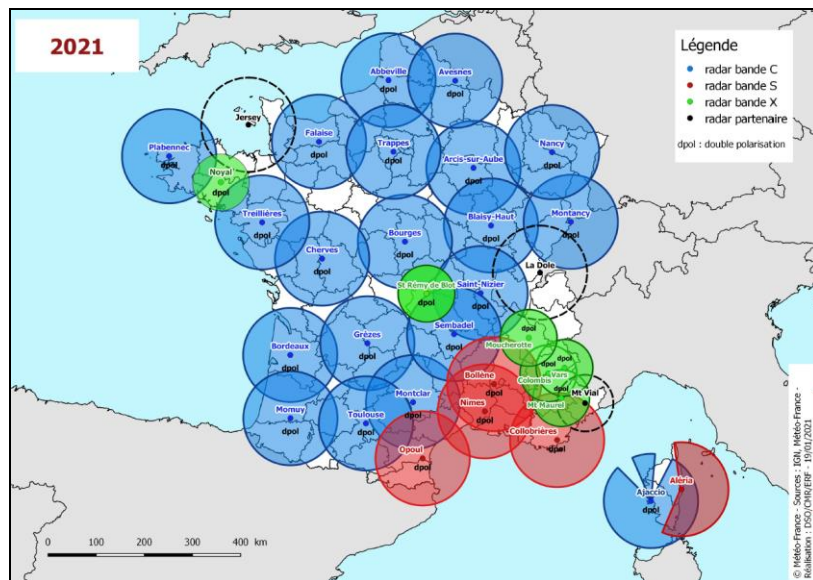 2021
Légende
radar bande C
radar bande S
radar bande X
radar partenaire
dpol : double polarisation
Abbeville
dpol
Avesnes
dpol
Jersey
Falaise
dpol
Trappes
dpol
Arcis-sur-Aube
dpol
Nancy
dpol
Plabennec
dpol
Noyal
dpol
Treillières
dpol
Cherves
dpol
Bourges
dpol
Blaisy-Haut
dpol
Montancy
dpol
La Dole
St Rémy de Blot
dpol
Saint-Nizier
Sembadel
dpol
Moucherotte
dpol
Bordeaux
dpol
Grèzes
dpol
Bollène
dpol
Colombis
dpol
Vars
dpol
Mt Maurel
Mt Vial
Momuy
dpol
Toulouse
dpol
Montclar
dpol
Nîmes
dpol
Collobrières
dpol
Opoul
dpol
Ajaccio
dpol
Aléria
0 100 200 300 400 km
© Météo-France - Sources : IGN, Météo-France -
Réalisation : DSO/CMR/ERF - 19/01/2021